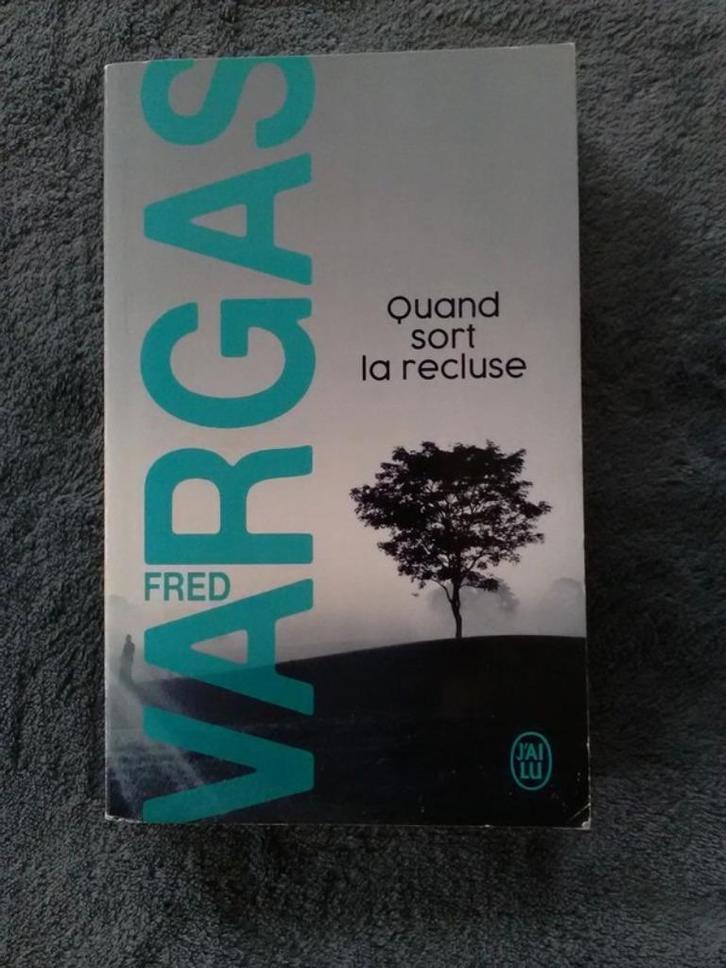 FRED
VARGAS
Quand
sort
la recluse
J'AI
LU